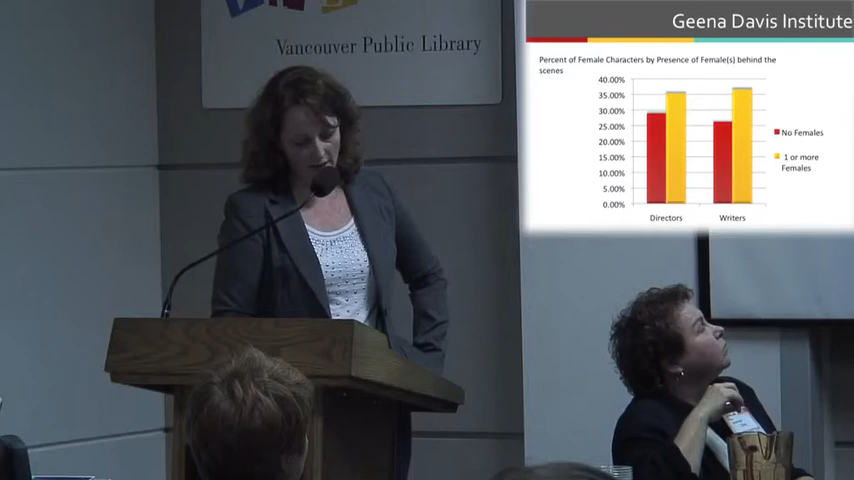 Vancouver Public Library
Geena Davis Institute
Percent of Female Characters by Presence of Female(s) behind the
scenes
40.00%
35.00%
30.00%
25.00%
20.00%
15.00%
10.00%
5.00%
0.00%
Directors
Writers
No Females
1 or more
Females